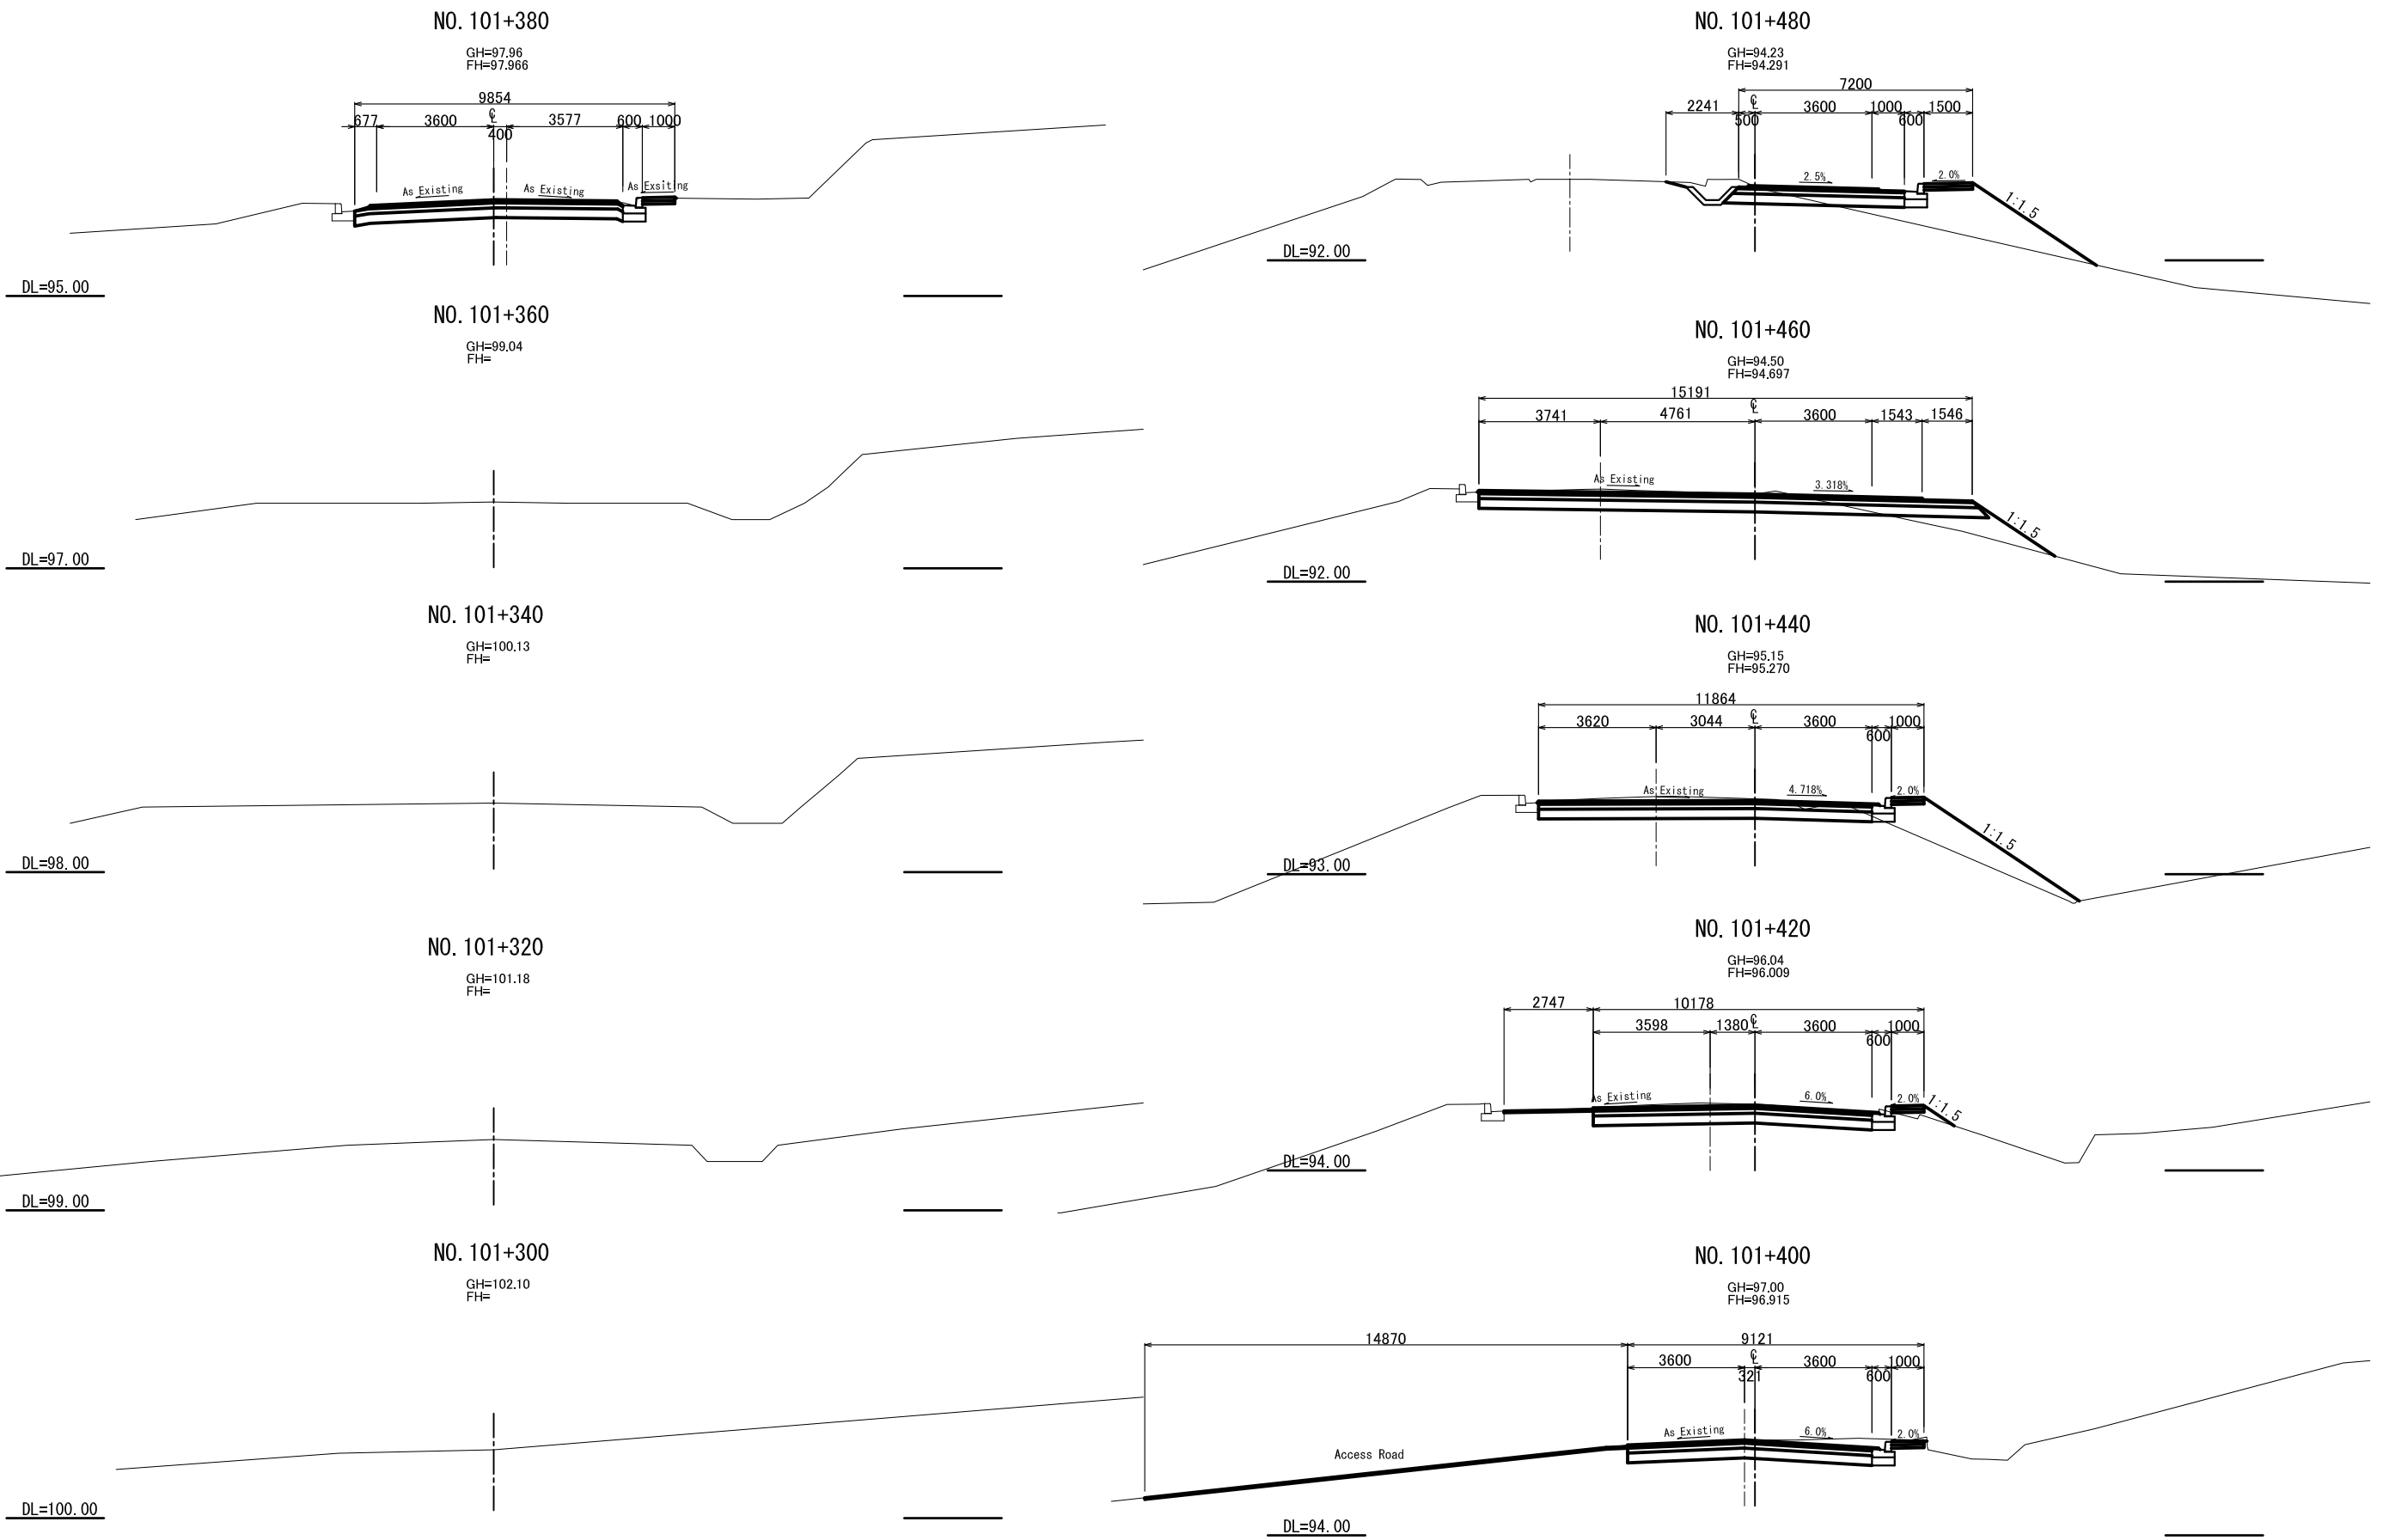 NO. 101+380
GH=97.96
FH=97.966
9854
677
3600
℄
400
3577
600
1000
As Existing
As Existing
As Exsiting
DL=95.00
NO. 101+360
GH=99.04
FH=
DL=97.00
NO. 101+340
GH=100.13
FH=
DL=98.00
NO. 101+320
GH=101.18
FH=
DL=99.00
NO. 101+300
GH=102.10
FH=
DL=100.00
NO. 101+480
GH=94.23
FH=94.291
7200
2241
500
℄
3600
1000
600
1500
2.5%
2.0%
1:1.5
DL=92.00
NO. 101+460
GH=94.50
FH=94.697
15191
3741
4761
℄
3600
1543
1546
As Existing
3.318%
1:1.5
DL=92.00
NO. 101+440
GH=95.15
FH=95.270
11864
3620
3044
℄
3600
600
1000
As Existing
4.718%
2.0%
1:1.5
DL=93.00
NO. 101+420
GH=96.04
FH=96.009
2747
10178
3598
1380
℄
3600
600
1000
As Existing
6.0%
2.0%
1:1.5
DL=94.00
NO. 101+400
GH=97.00
FH=96.915
14870
9121
3600
321
℄
3600
600
1000
As Existing
6.0%
2.0%
Access Road
DL=94.00